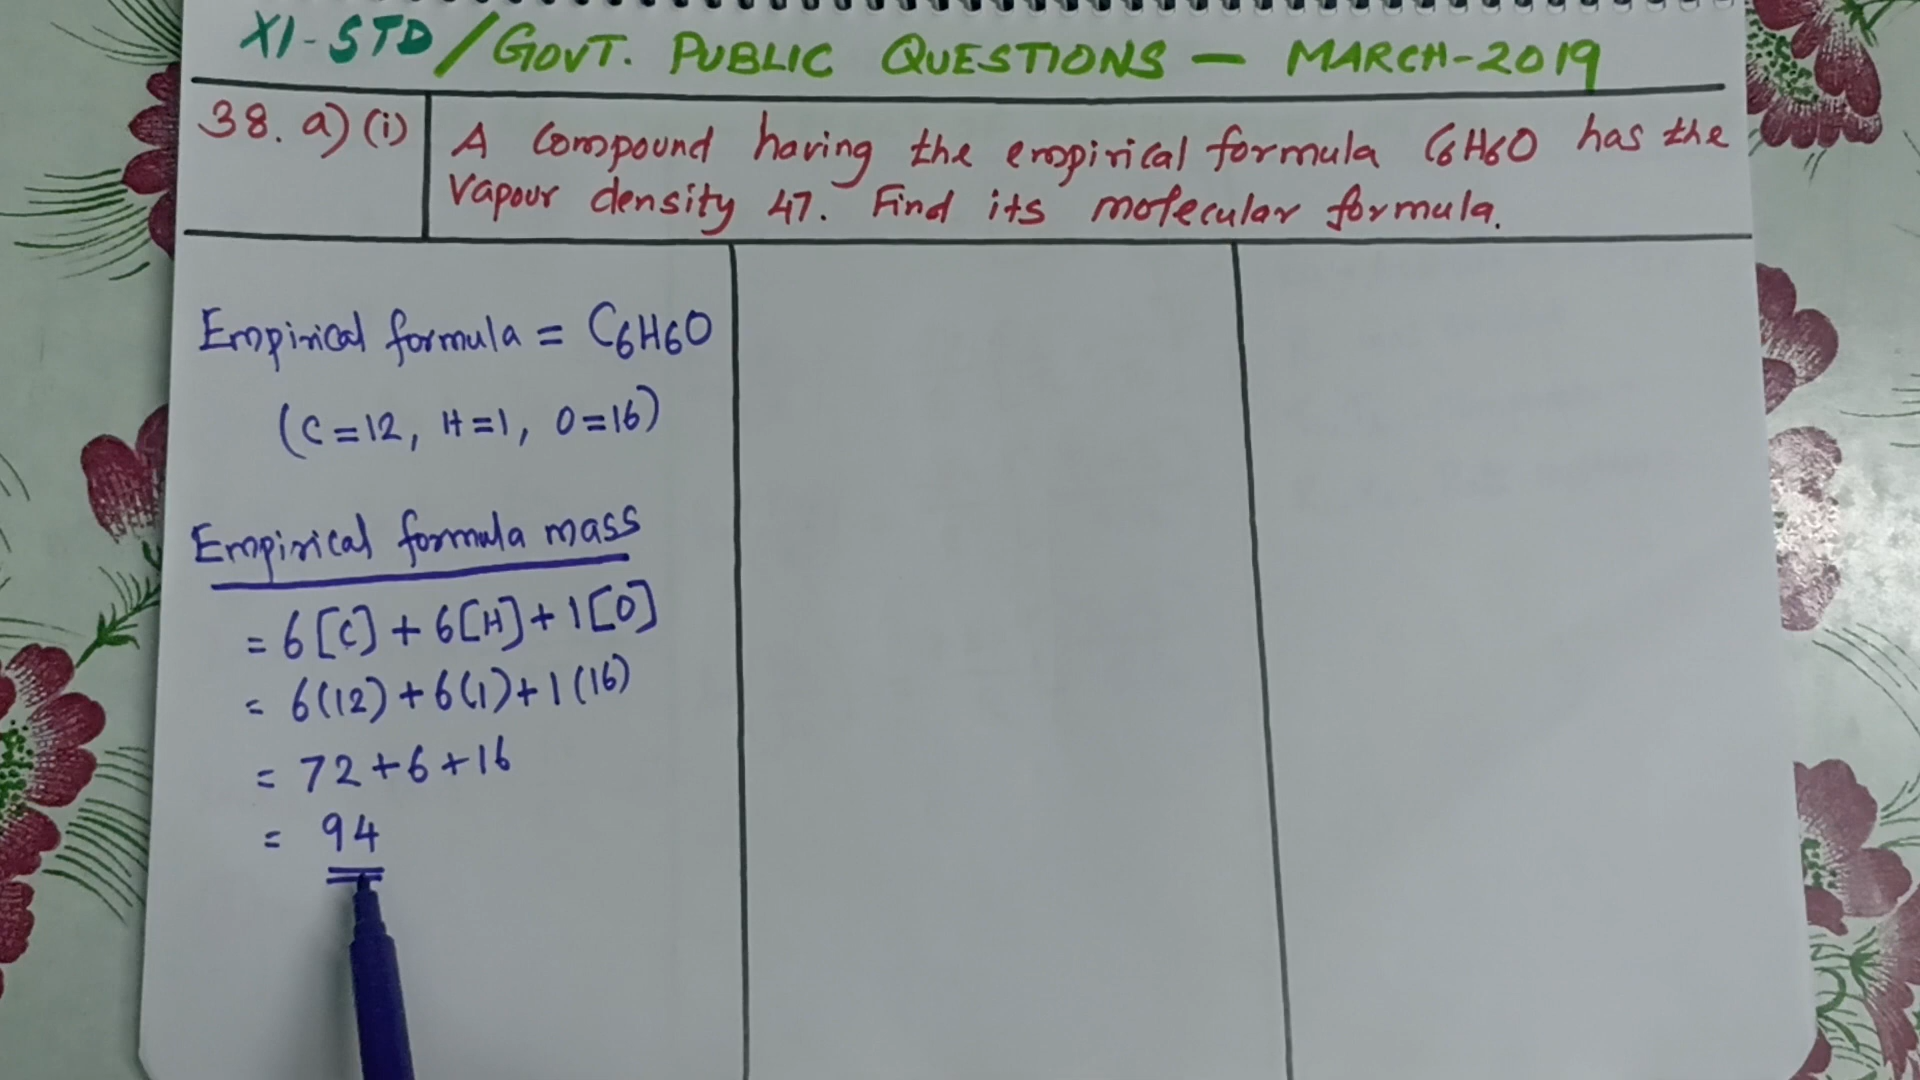 XI-STD/GOVT. PUBLIC QUESTIONS — MARCH-2019
38. a) (i)
A compound having the empirical formula C6H6O has the
vapour density 47. Find its molecular formula.
Empirical formula = C6H6O
(C=12, H=1, O=16)
Empirical formula mass
= 6[C] + 6[H] + 1[O]
= 6(12) + 6(1) + 1(16)
= 72+6+16
= 94